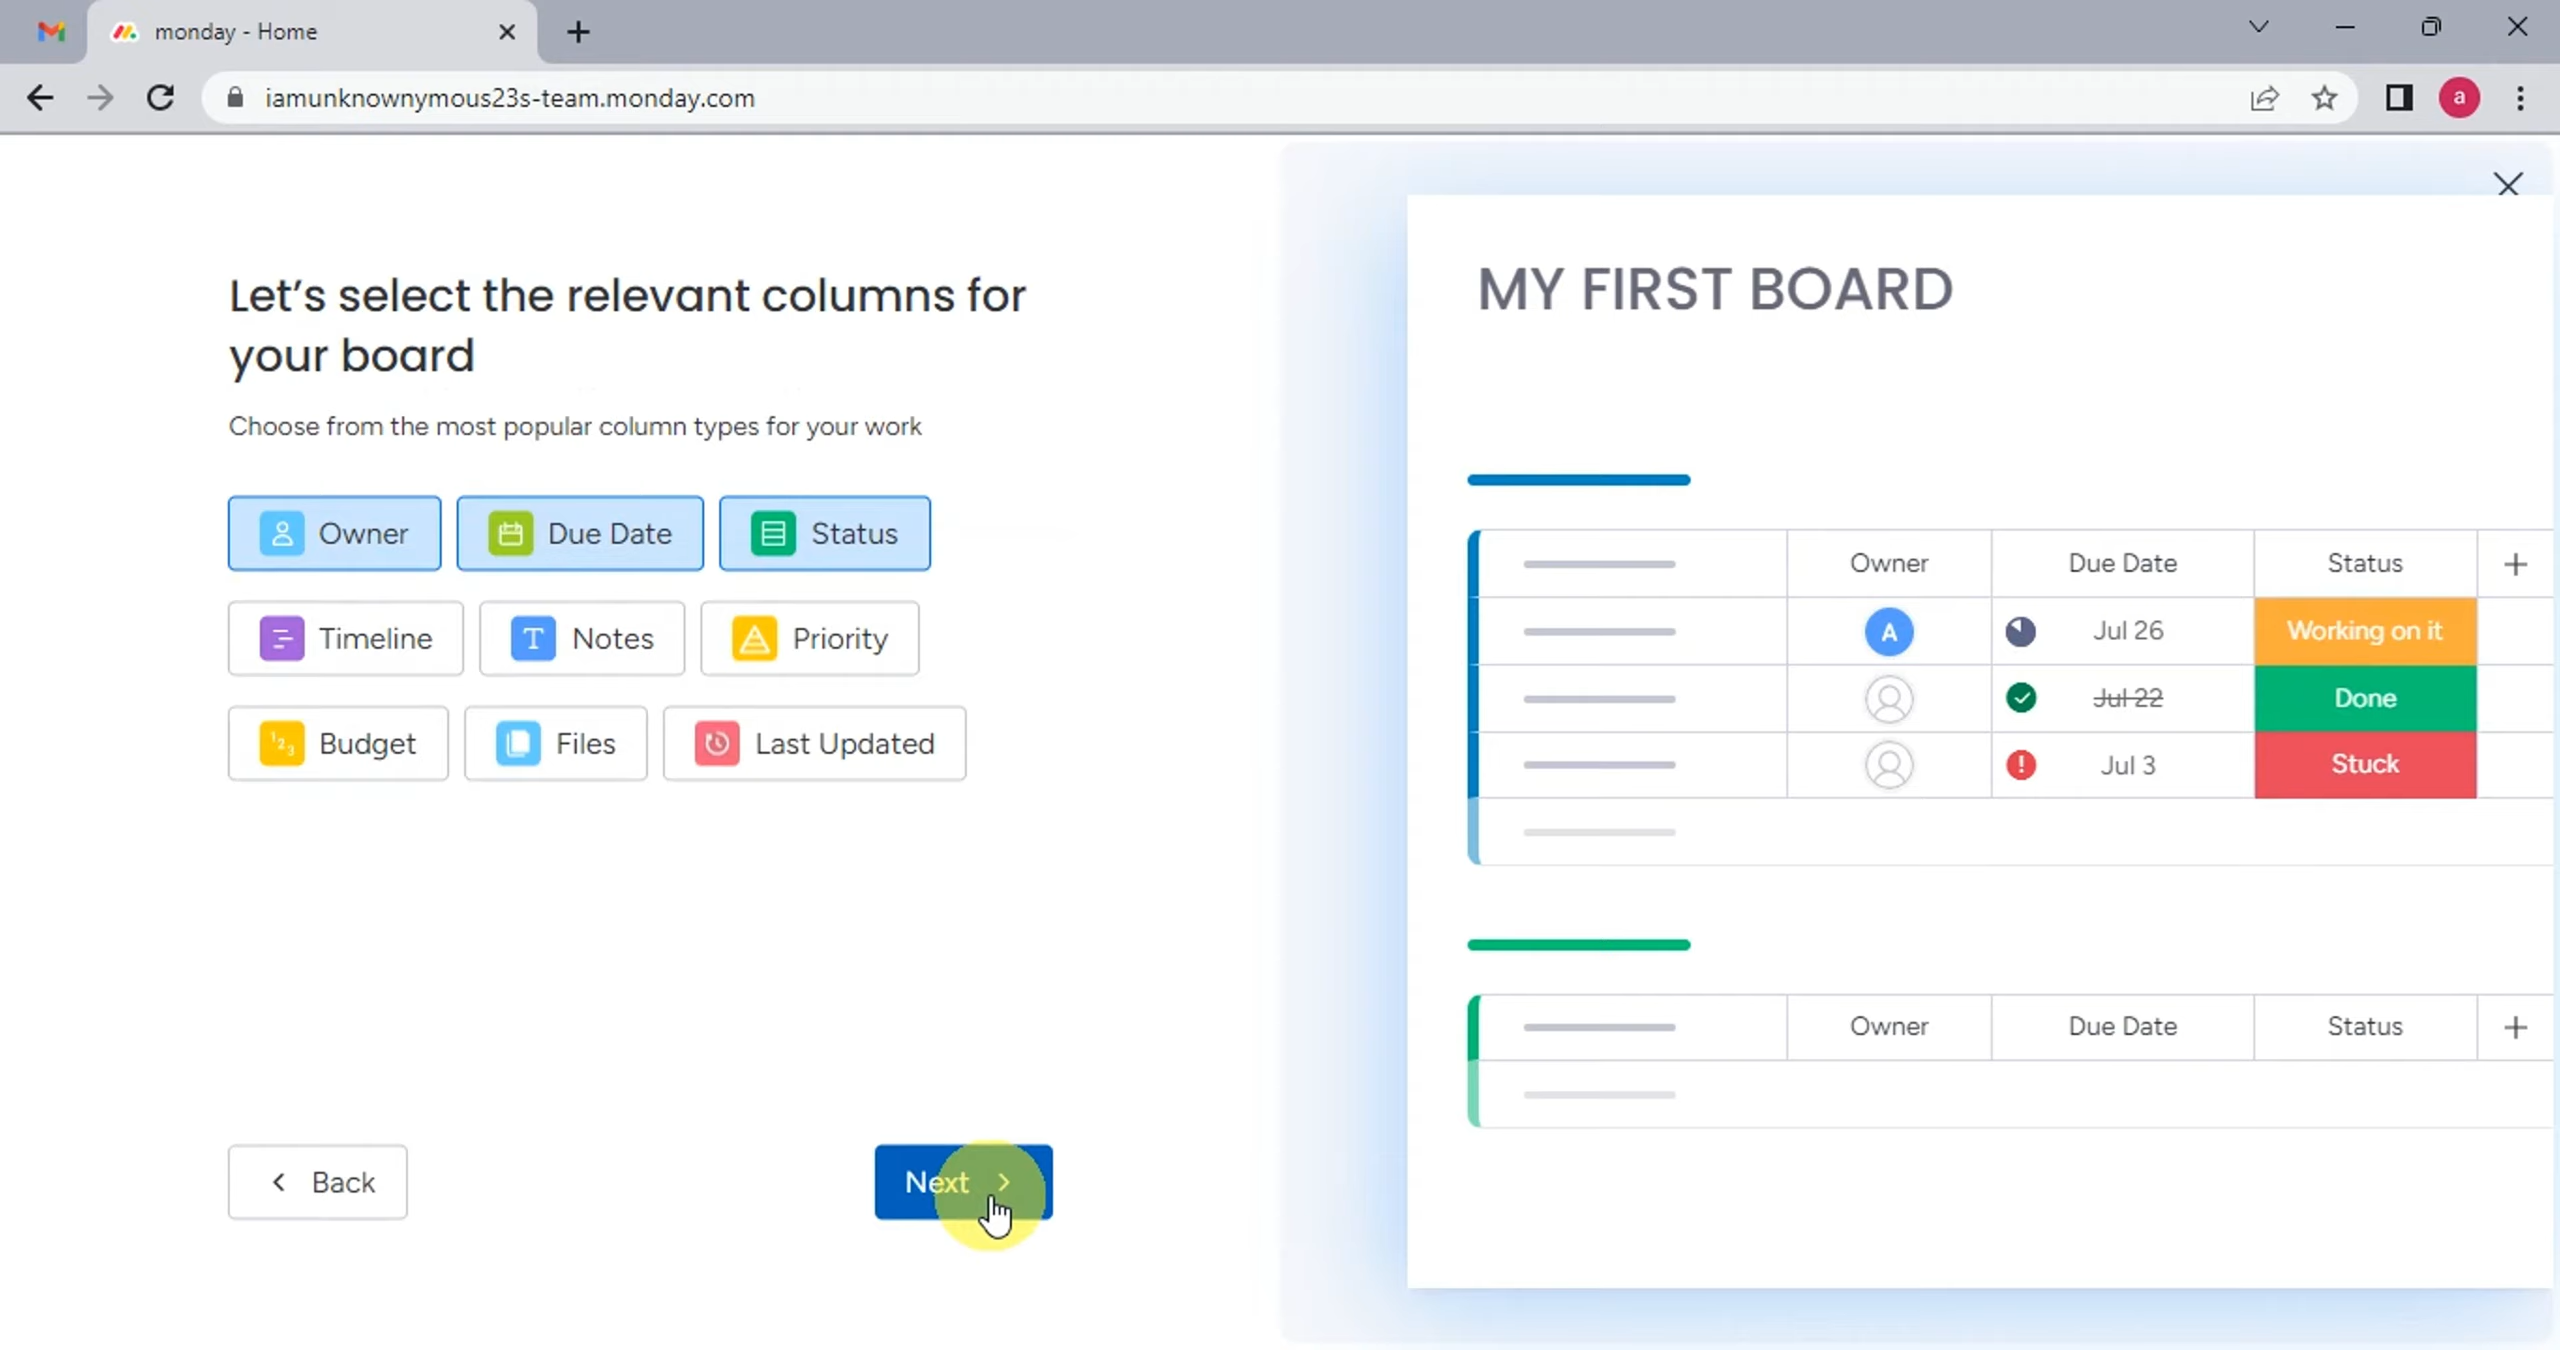 monday - Home
iamunknownymous23s-team.monday.com
a
Let's select the relevant columns for
your board
Choose from the most popular column types for your work
Owner
Due Date
Status
Timeline
Notes
Priority
Budget
Files
Last Updated
Back
Next
MY FIRST BOARD
Owner Due Date Status +
A Jul 26 Working on it
Jul 22 Done
! Jul 3 Stuck
Owner Due Date Status +